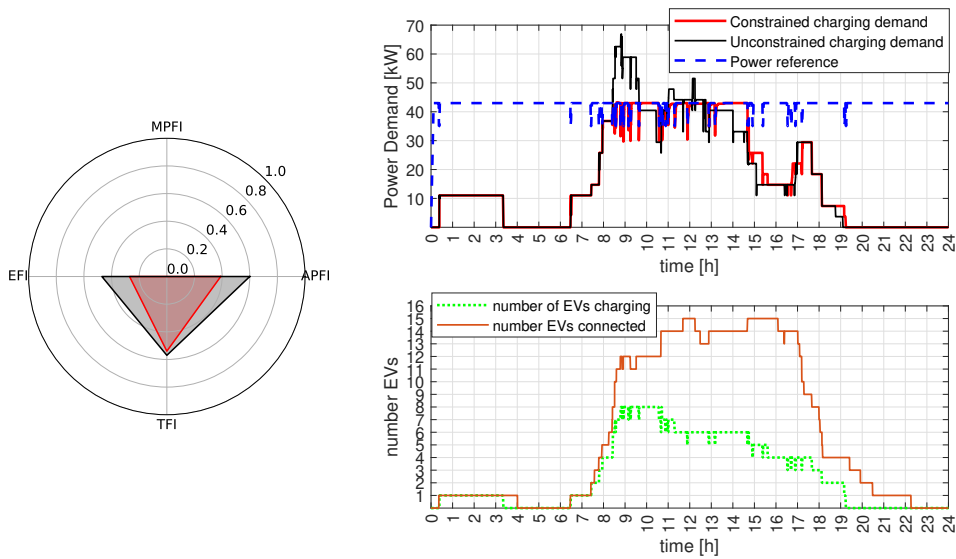 MPFI
1.0
0.8
0.6
0.4
0.2
0.0
EFI
APFI
TFI
Power Demand [kW]
70
60
50
40
30
20
10
Constrained charging demand
Unconstrained charging demand
Power reference
0 1 2 3 4 5 6 7 8 9 10 11 12 13 14 15 16 17 18 19 20 21 22 23 24
time [h]
number EVs
16
15
14
13
12
11
10
9
8
7
6
5
4
3
2
1
number of EVs charging
number EVs connected
0 1 2 3 4 5 6 7 8 9 10 11 12 13 14 15 16 17 18 19 20 21 22 23 24
time [h]